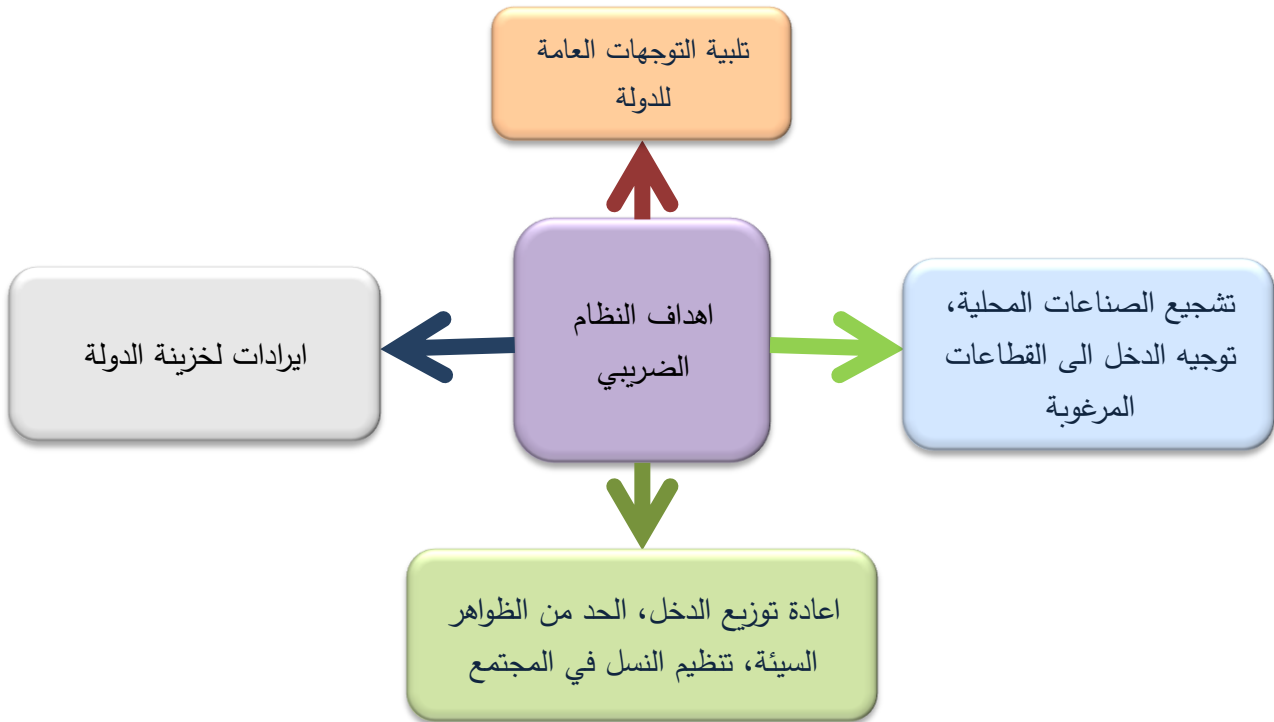 تلبية التوجهات العامة
للدولة
اهداف النظام
الضريبي
تشجيع الصناعات المحلية،
توجيه الدخل الى القطاعات
المرغوبة
ايرادات لخزينة الدولة
اعادة توزيع الدخل، الحد من الظواهر
السيئة، تنظيم النسل في المجتمع